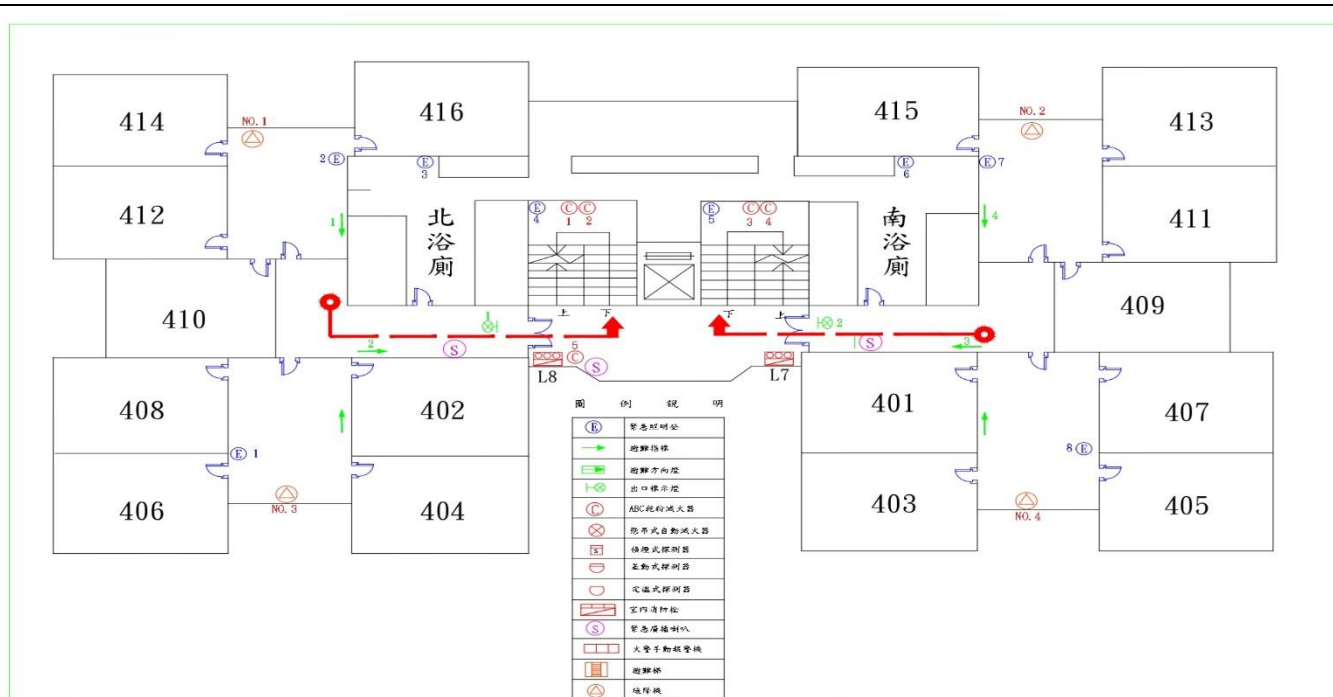 414
NO.1
416
415
NO.2
413
2 E
E 3
E 6
E 7
412
1
北浴廁
E 4
C 1
C 2
E 5
C 3
C 4
南浴廁
4
411
410
上 下
下 上
409
1
2
2
S
5 C
S
S
3
L8
L7
408
402
401
407
圖例說明
E 緊急照明燈
避難指標
避難方向燈
出口標示燈
C ABC乾粉滅火器
懸吊式自動滅火器
S 偵煙式探測器
差動式探測器
定溫式探測器
室內消防栓
S 緊急廣播喇叭
火警手動報警機
避難梯
緩降機
E 1
8 E
406
NO.3
404
403
NO.4
405